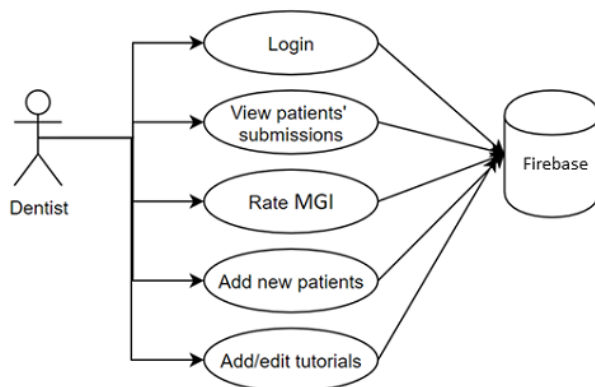 Login
View patients'
submissions
Rate MGI
Add new patients
Add/edit tutorials
Dentist
Firebase